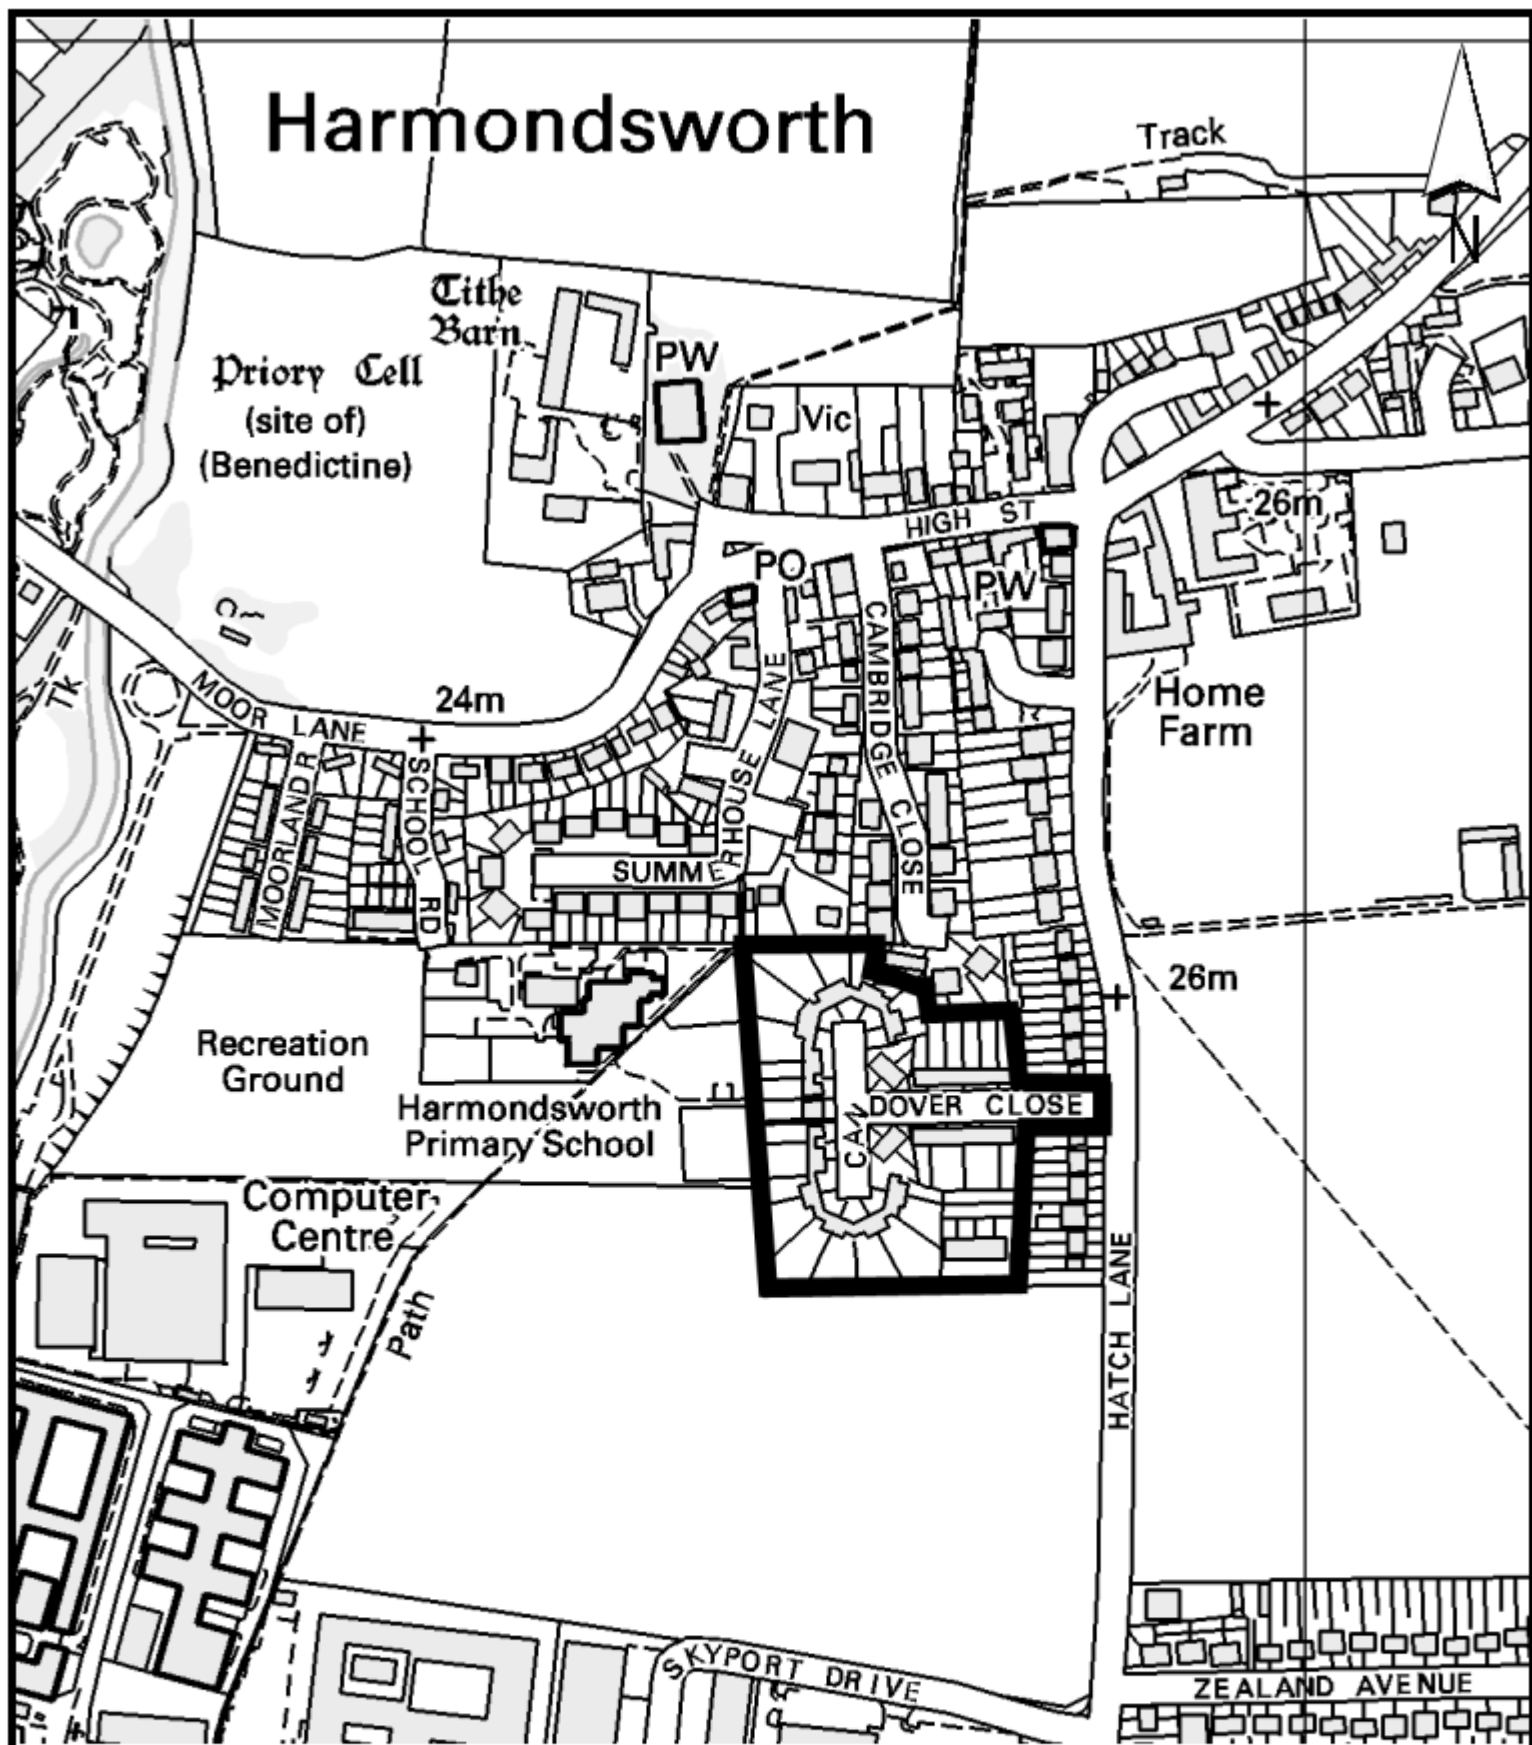 Harmondsworth
Track
N
Tithe
Barn
PW
Priory Cell
(site of)
(Benedictine)
Vic
HIGH ST
26m
PO
PW
CAMBRIDGE CLOSE
Tk
MOOR LANE
24m
Home
Farm
SUMMERHOUSE LANE
MOORLAND R
SCHOOL RD
26m
Recreation
Ground
Harmondsworth
Primary School
CAN
DOVER CLOSE
Computer
Centre
Path
HATCH LANE
SKYPORT DRIVE
ZEALAND AVENUE